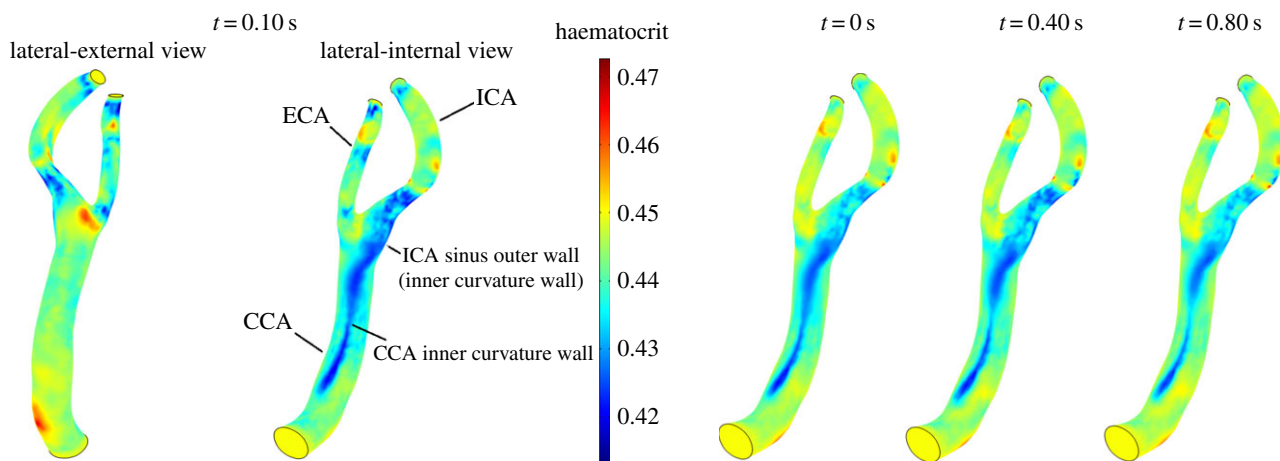 t = 0.10 s
lateral-external view
lateral-internal view
haematocrit
t = 0 s
t = 0.40 s
t = 0.80 s
ECA
ICA
ICA sinus outer wall
(inner curvature wall)
CCA
CCA inner curvature wall
0.47
0.46
0.45
0.44
0.43
0.42